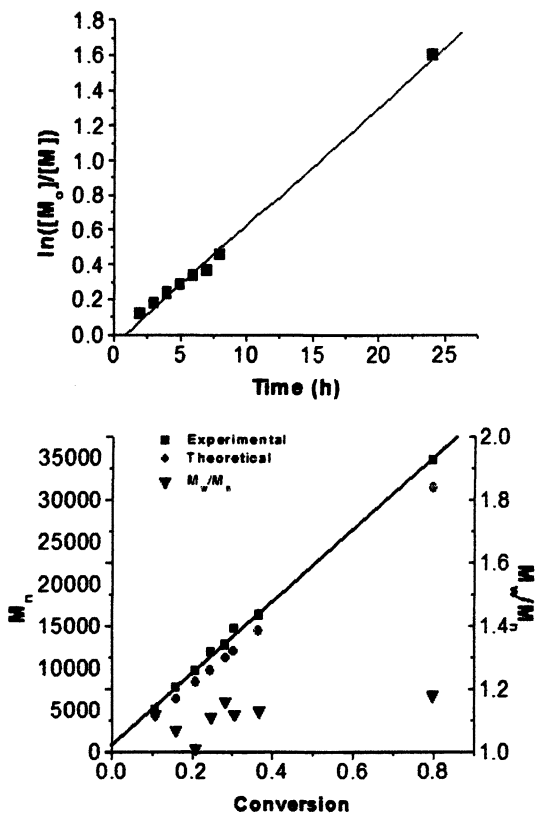 1.8
1.6
1.4
1.2
1.0
0.8
0.6
0.4
0.2
0.0
ln([Mo]/[M])
0 5 10 15 20 25
Time (h)
Experimental
Theoretical
Mw/Mn
35000
30000
25000
20000
15000
10000
5000
0
Mn
2.0
1.8
1.6
1.4
1.2
1.0
Mw/Mn
0.0 0.2 0.4 0.6 0.8
Conversion